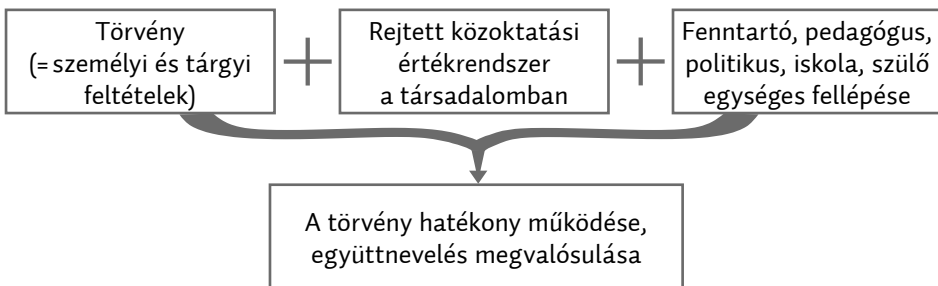 Törvény
(= személyi és tárgyi
feltételek)
+
Rejtett közoktatási
értékrendszer
a társadalomban
+
Fenntartó, pedagógus,
politikus, iskola, szülő
egységes fellépése
A törvény hatékony működése,
együttnevelés megvalósulása